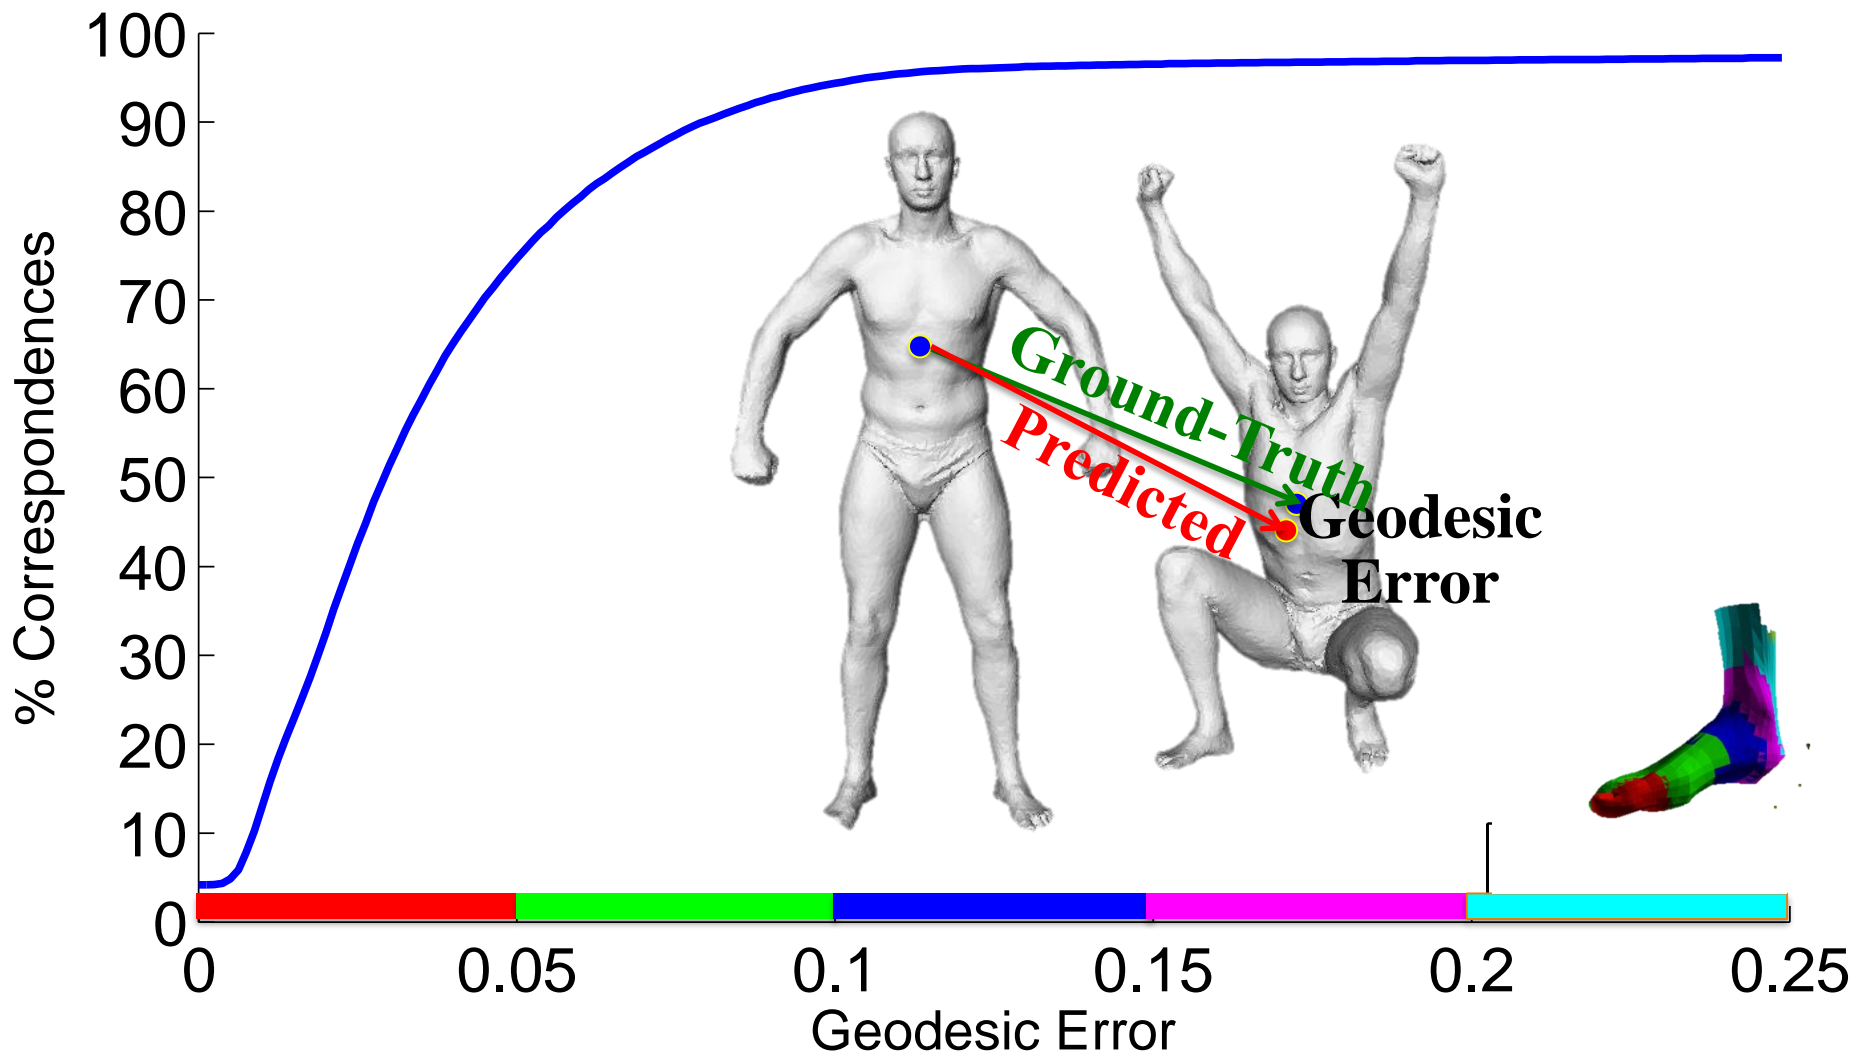 100
90
80
70
60
50
40
30
20
10
0
% Correspondences
Ground-Truth
Predicted
Geodesic
Error
0 0.05 0.1 0.15 0.2 0.25
Geodesic Error